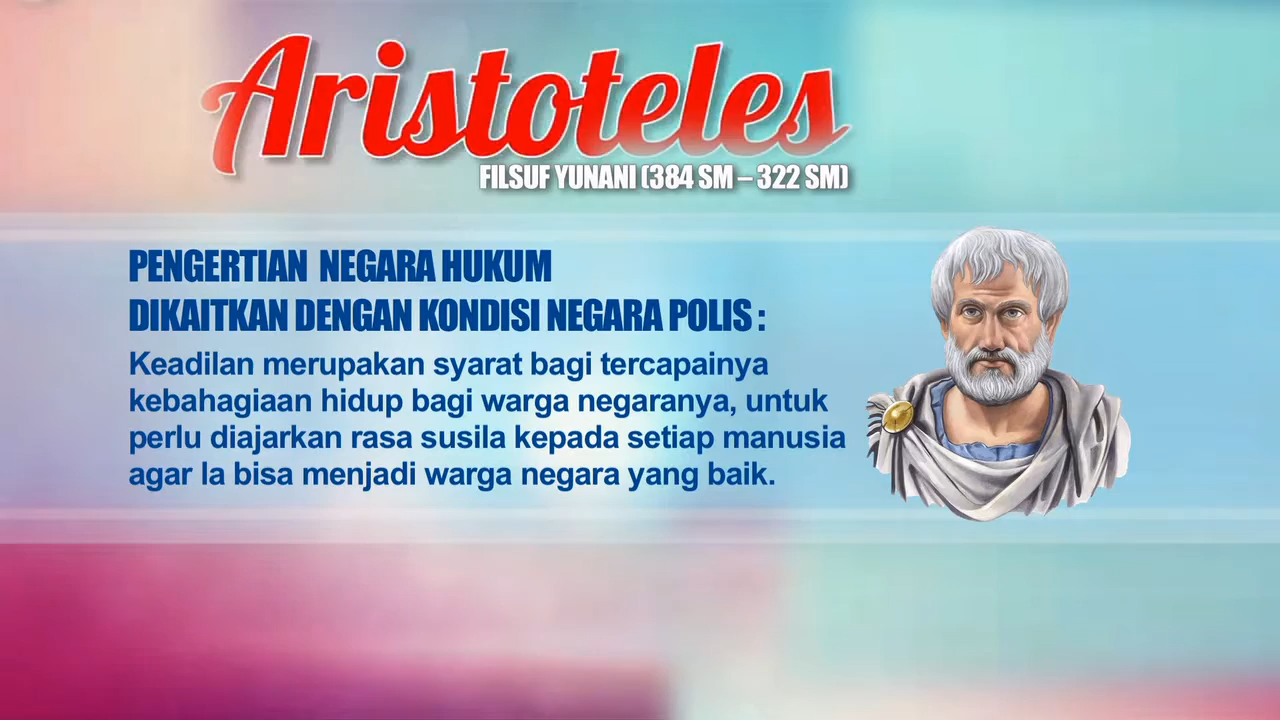 Aristoteles
FILSUF YUNANI (384 SM – 322 SM)
PENGERTIAN NEGARA HUKUM
DIKAITKAN DENGAN KONDISI NEGARA POLIS :
Keadilan merupakan syarat bagi tercapainya
kebahagiaan hidup bagi warga negaranya, untuk
perlu diajarkan rasa susila kepada setiap manusia
agar la bisa menjadi warga negara yang baik.